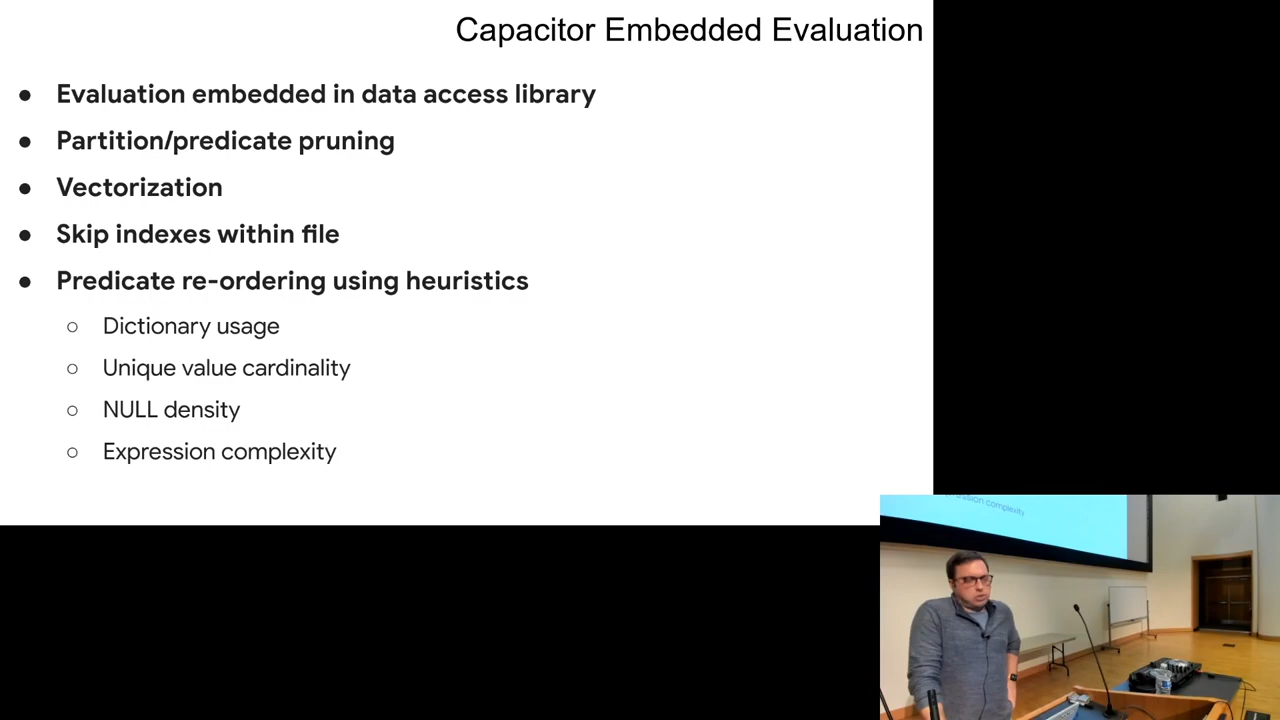 Capacitor Embedded Evaluation
● Evaluation embedded in data access library
● Partition/predicate pruning
● Vectorization
● Skip indexes within file
● Predicate re-ordering using heuristics
○ Dictionary usage
○ Unique value cardinality
○ NULL density
○ Expression complexity
complexity